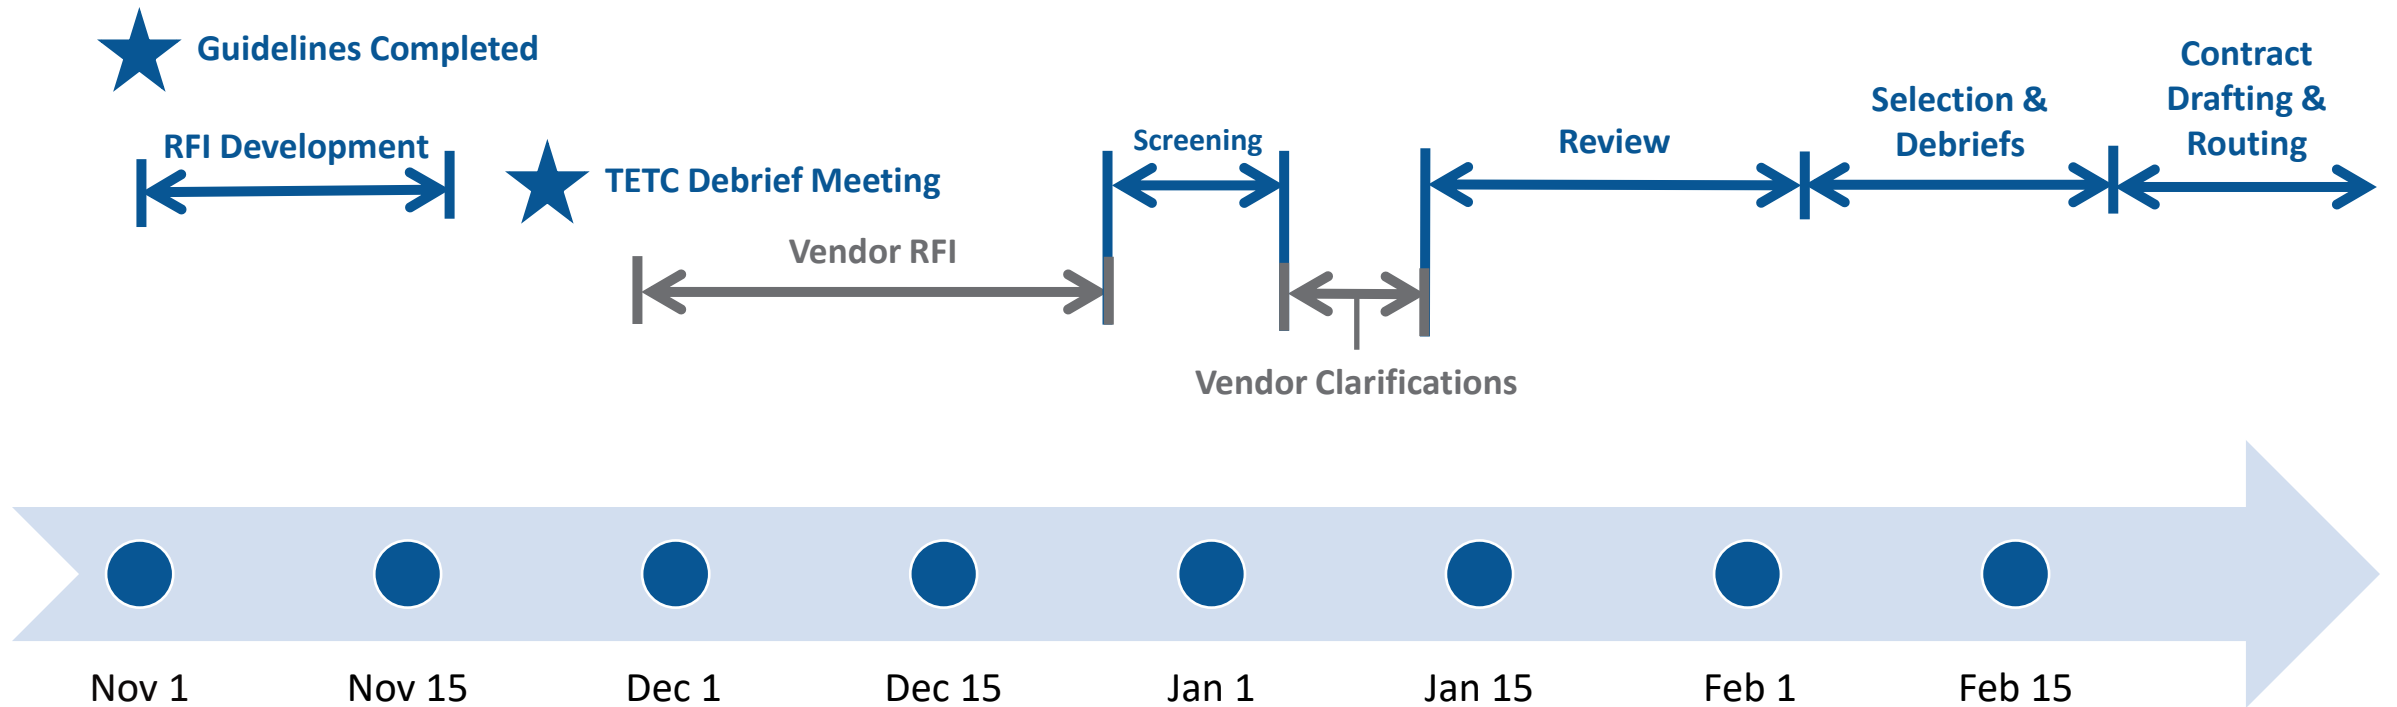 Guidelines Completed
RFI Development
TETC Debrief Meeting
Vendor RFI
Screening
Vendor Clarifications
Review
Selection &
Debriefs
Contract
Drafting &
Routing
Nov 1
Nov 15
Dec 1
Dec 15
Jan 1
Jan 15
Feb 1
Feb 15